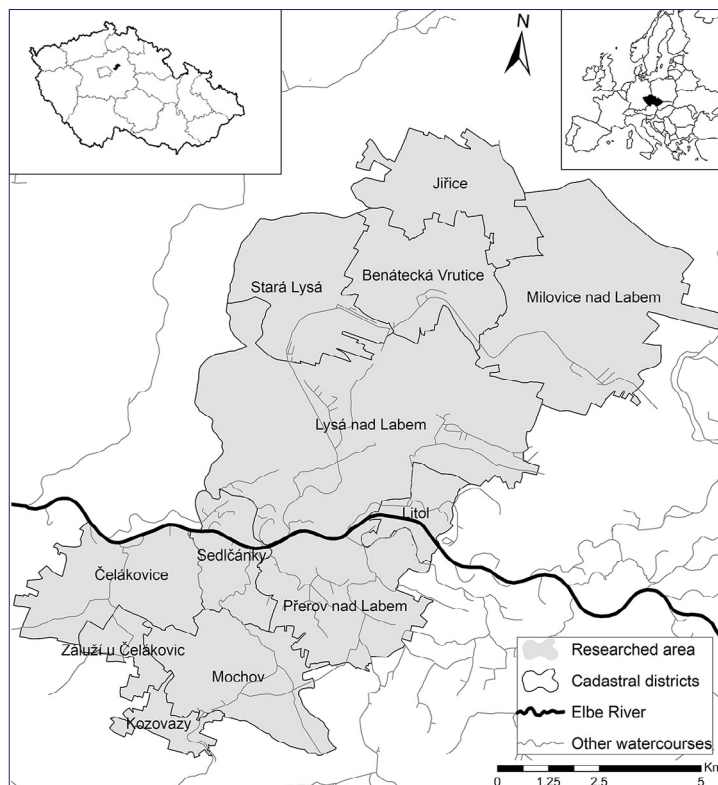 N
Jiřice
Stará Lysá
Benátecká Vrutice
Milovice nad Labem
Lysá nad Labem
Litol
Sedlčánky
Čelákovice
Přerov nad Labem
Záluží u Čelákovic
Mochov
Kozovazy
Researched area
Cadastral districts
Elbe River
Other watercourses
Km
0 1.25 2.5 5